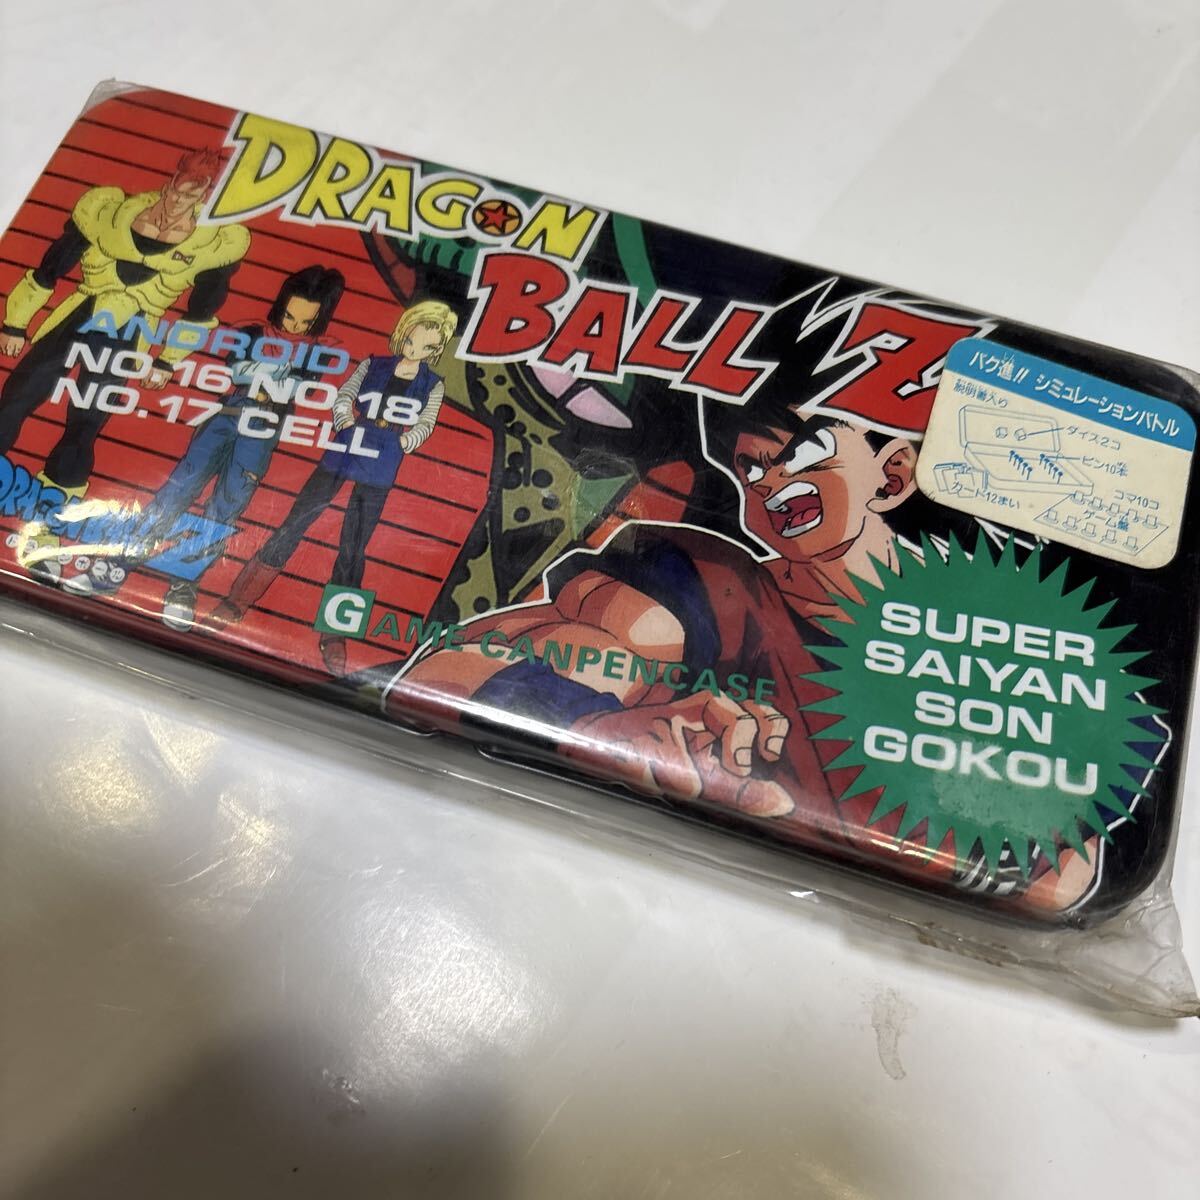 DRAGON
BALL Z
ANDROID
NO.16 NO.18
NO.17 CELL
DRAGON BALL Z
GAME CANPENCASE
バク進!! シミュレーションバトル
説明書入り
ダイス2コ
ピン10本
コマ10コ
カード12まい
ゲーム盤
SUPER
SAIYAN
SON
GOKOU